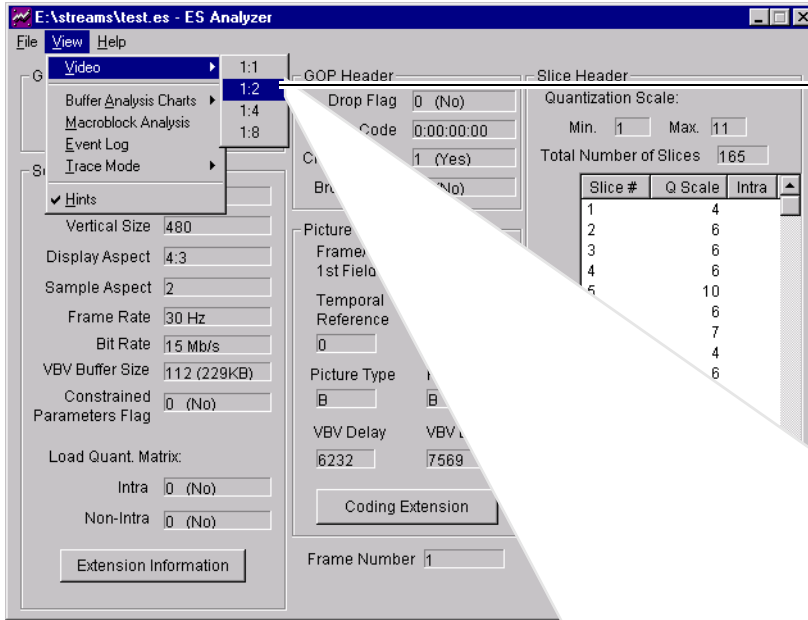 E:\streams\test.es - ES Analyzer
File View Help
Video
Buffer Analysis Charts
Macroblock Analysis
Event Log
Trace Mode
Hints
1:1
1:2
1:4
1:8
Vertical Size 480
Display Aspect 4:3
Sample Aspect 2
Frame Rate 30 Hz
Bit Rate 15 Mb/s
VBV Buffer Size 112 (229KB)
Constrained
Parameters Flag 0 (No)
Load Quant. Matrix:
Intra 0 (No)
Non-Intra 0 (No)
Extension Information
GOP Header
Drop Flag 0 (No)
Code 0:00:00:00
1 (Yes)
(No)
Picture
1st Field
Temporal
Reference
0
Picture Type
B B
VBV Delay VBV
6232 7569
Coding Extension
Frame Number 1
Slice Header
Quantization Scale:
Min. 1 Max. 11
Total Number of Slices 165
Slice # Q Scale Intra
1 4
2 6
3 6
4 6
5 10
6
7
4
6